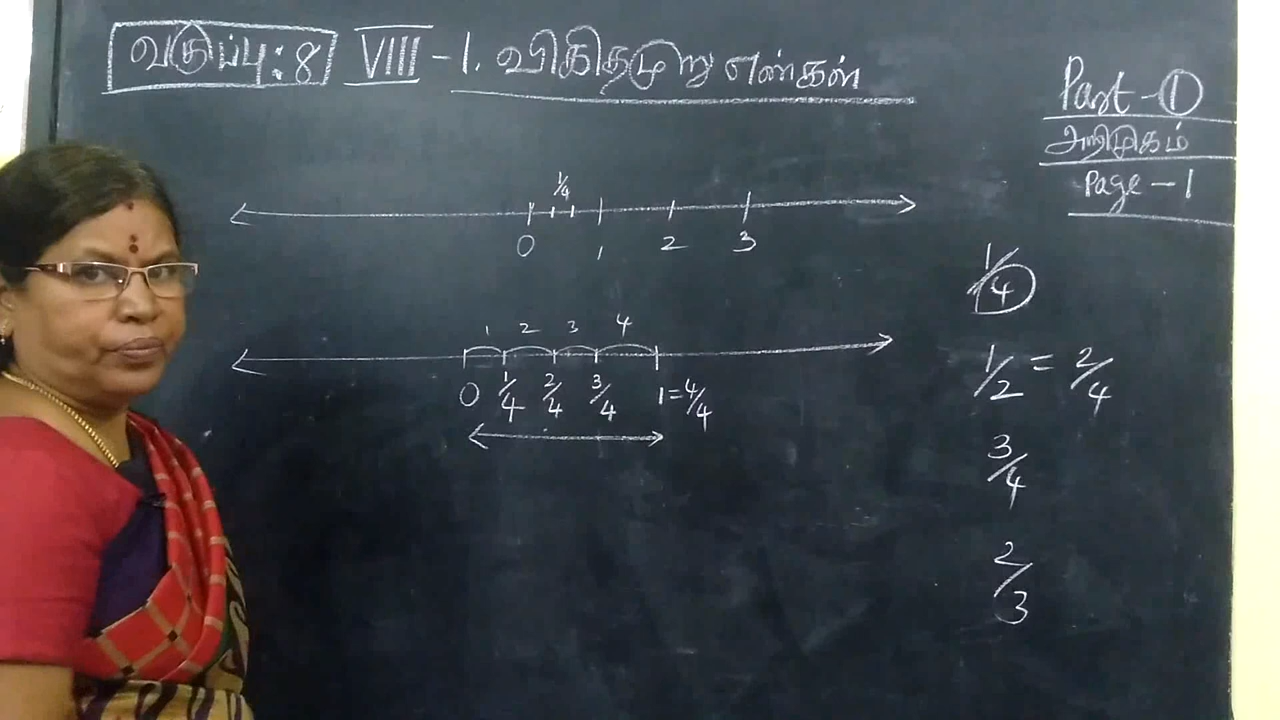 வகுப்பு:8 VIII - 1. விகிதமுறு எண்கள்
Part - 1
அறிமுகம்
Page - 1
1/4
0 1 2 3
1/4
1 2 3 4
0 1/4 2/4 3/4 1=4/4
1/2 = 2/4
3/4
2/3